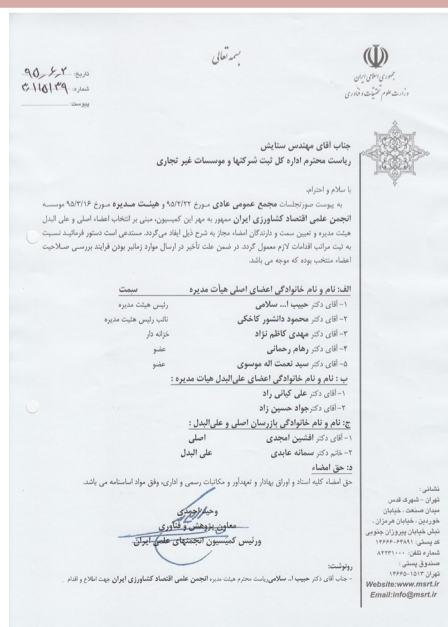 بسمه تعالی
جمهوری اسلامی ایران
وزارت علوم تحقیقات و فناوری
تاریخ: ۹۵/۶/۲
شماره:
پیوست:
جناب آقای مهندس ستایش
ریاست محترم اداره کل ثبت شرکتها و موسسات غیر تجاری
با سلام و احترام،
به پیوست صورتجلسات مجمع عمومی عادی مورخ ۹۵/۲/۲۲ و هیئت مدیره مورخ ۹۵/۳/۱۶ موسسه
انجمن علمی اقتصاد کشاورزی ایران ممهور به مهر این کمیسیون، مبنی بر انتخاب اعضاء اصلی و علی البدل
هیئت مدیره و تعیین سمت و دارندگان امضاء مجاز به شرح ذیل ایفاد می‌گردد. مستدعی است دستور فرمائید نسبت
به ثبت مراتب اقدامات لازم معمول گردد. در ضمن علت تأخیر در ارسال موارد زمانبر بودن فرایند بررسی صلاحیت
اعضاء منتخب بوده که موجه می باشد.
الف: نام و نام خانوادگی اعضای اصلی هیأت مدیره سمت
۱- آقای دکتر حبیب ا... سلامی رئیس هیئت مدیره
۲- آقای دکتر محمود دانشور کاخکی نائب رئیس هیئت مدیره
۳- آقای دکتر مهدی کاظم نژاد خزانه دار
۴- آقای دکتر رهام رحمانی عضو
۵- آقای دکتر سید نعمت اله موسوی عضو
ب : نام و نام خانوادگی اعضای علی‌البدل هیات مدیره :
۱- آقای دکتر علی کیانی راد
۲- آقای دکتر جواد حسین زاد
ج: نام و نام خانوادگی بازرسان اصلی و علی‌البدل :
۱- آقای دکتر افشین امجدی اصلی
۲- خانم دکتر سمانه عابدی علی البدل
د: حق امضاء
حق امضاء کلیه اسناد و اوراق بهادار و تعهدآور و مکاتبات رسمی و اداری، وفق مواد اساسنامه می باشد.
وحید احمدی
معاون پژوهش و فناوری
ورئیس کمیسیون انجمنهای علمی ایران
رونوشت:
- جناب آقای دکتر حبیب ا... سلامی ریاست محترم هیئت مدیره انجمن علمی اقتصاد کشاورزی ایران جهت اطلاع و اقدام .
نشانی:
تهران - شهرک قدس
میدان صنعت ، خیابان
خوردین، خیابان هرمزان ،
نبش خیابان پیروزان جنوبی
کد پستی: ۱۴۶۶۶-۶۴۸۹۱
شماره تلفن: ۸۲۲۳۱۰۰۰
صندوق پستی :
تهران ۱۵۱۳-۱۴۶۶۵
Website:www.msrt.ir
Email:info@msrt.ir